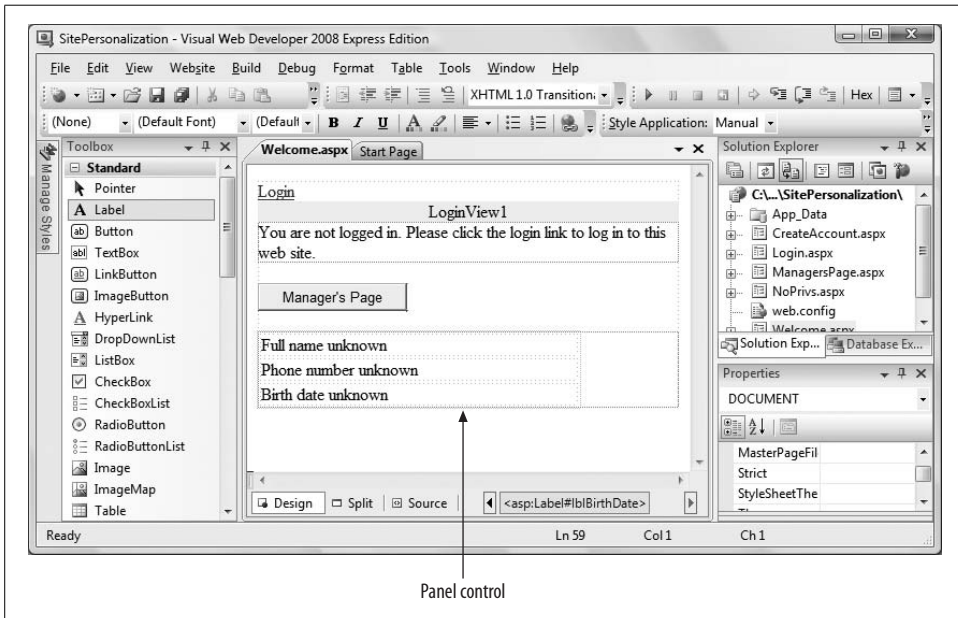 SitePersonalization - Visual Web Developer 2008 Express Edition
File Edit View Website Build Debug Format Table Tools Window Help
XHTML 1.0 Transition: Hex
(None) (Default Font) (Default B I U A Style Application: Manual
Manage Styles
Toolbox
Standard
Pointer
A Label
ab Button
abl TextBox
ab LinkButton
ImageButton
A HyperLink
DropDownList
ListBox
CheckBox
CheckBoxList
RadioButton
RadioButtonList
Image
ImageMap
Table
Welcome.aspx Start Page
Login
LoginView1
You are not logged in. Please click the login link to log in to this
web site.
Manager's Page
Full name unknown
Phone number unknown
Birth date unknown
Design Split Source <asp:Label#lblBirthDate>
Solution Explorer
C:\...\SitePersonalization\
App_Data
CreateAccount.aspx
Login.aspx
ManagersPage.aspx
NoPrivs.aspx
web.config
Welcome.aspx
Solution Exp... Database Ex...
Properties
DOCUMENT
MasterPageFil
Strict
StyleSheetThe
Ready Ln 59 Col 1 Ch 1
Panel control